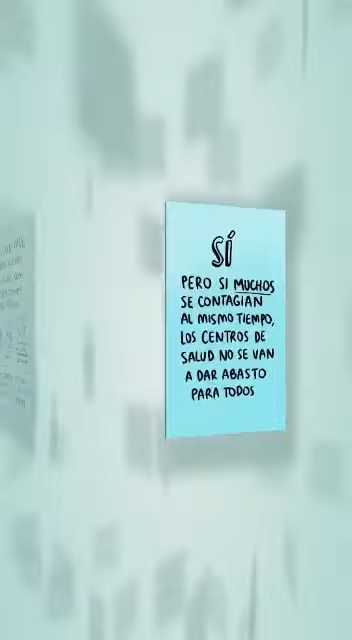 SÍ
PERO SI MUCHOS
SE CONTAGIAN
AL MISMO TIEMPO,
LOS CENTROS DE
SALUD NO SE VAN
A DAR ABASTO
PARA TODOS